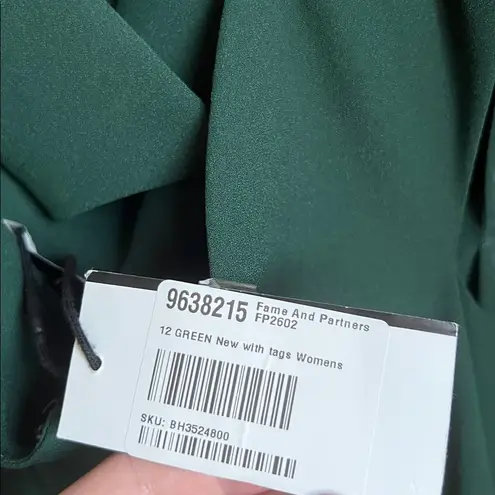 9638215 Fame And Partners
FP2602
12 GREEN New with tags Womens
SKU: BH3524800